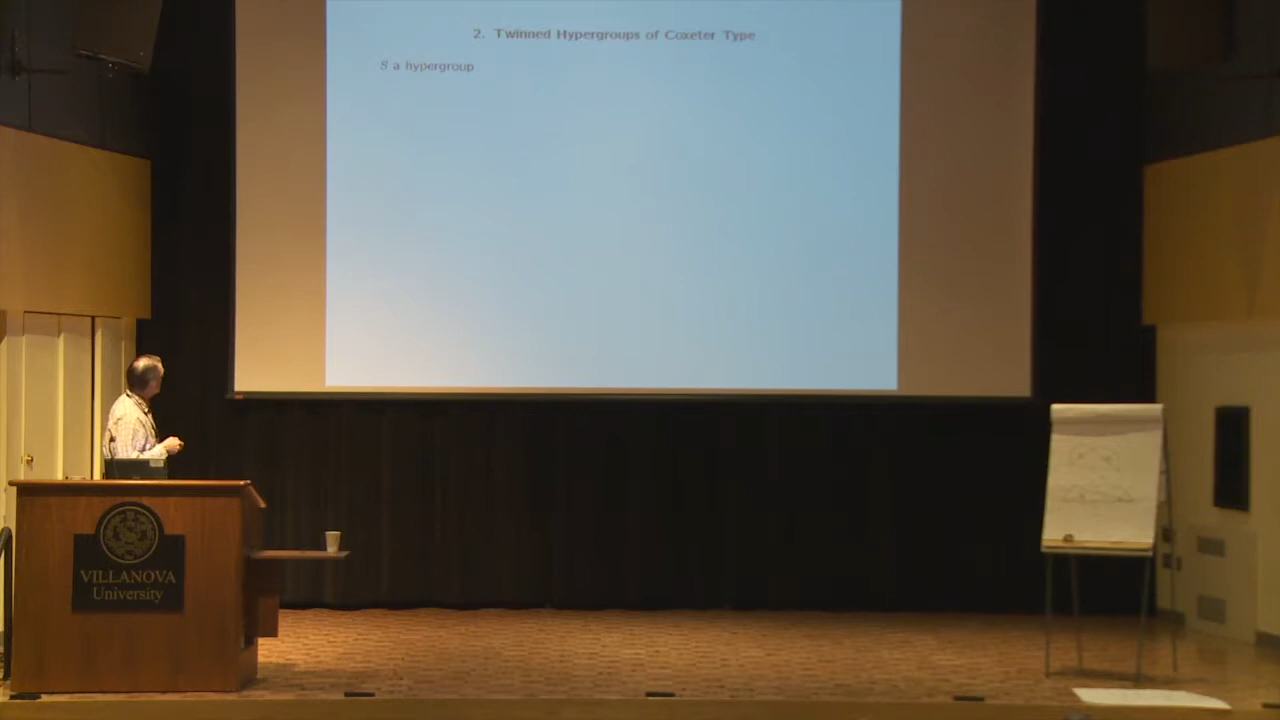 2. Twinned Hypergroups of Coxeter Type
S a hypergroup
VILLANOVA
University